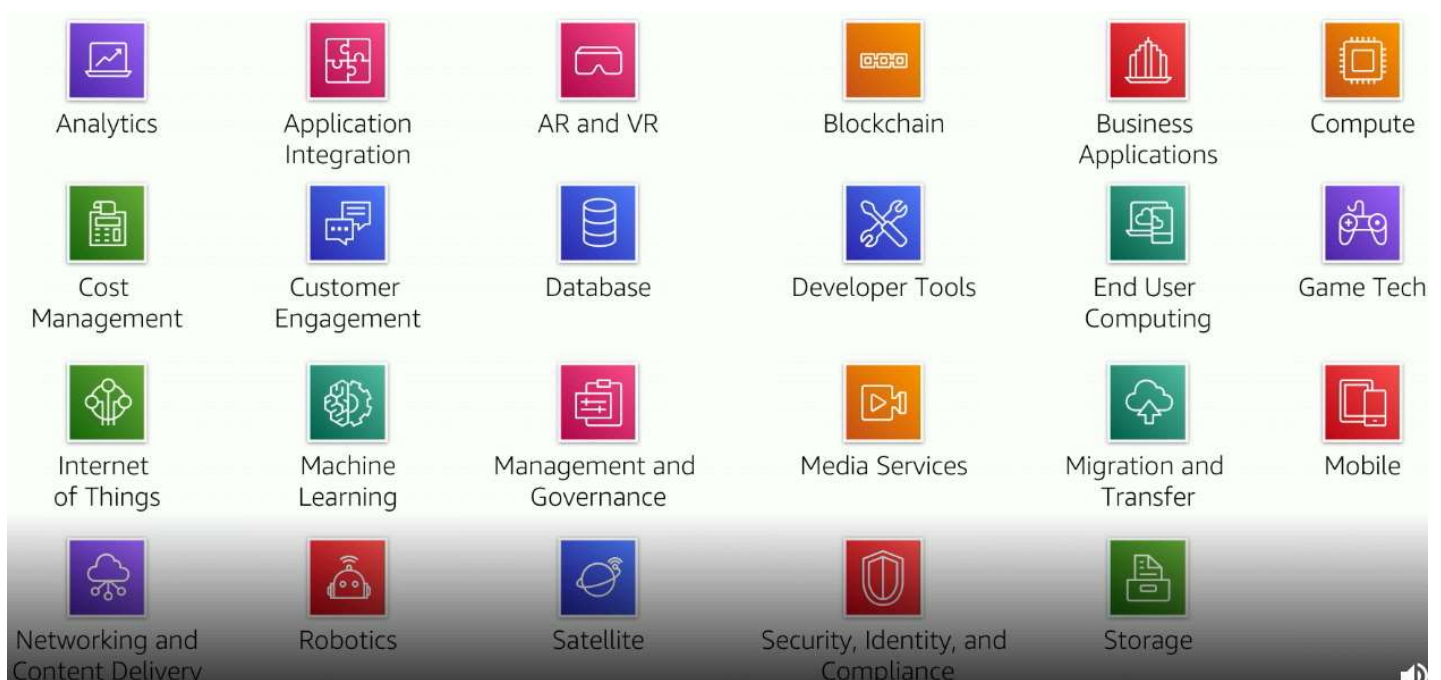 Analytics
Application
Integration
AR and VR
Blockchain
Business
Applications
Compute
Cost
Management
Customer
Engagement
Database
Developer Tools
End User
Computing
Game Tech
Internet
of Things
Machine
Learning
Management and
Governance
Media Services
Migration and
Transfer
Mobile
Networking and
Content Delivery
Robotics
Satellite
Security, Identity, and
Compliance
Storage